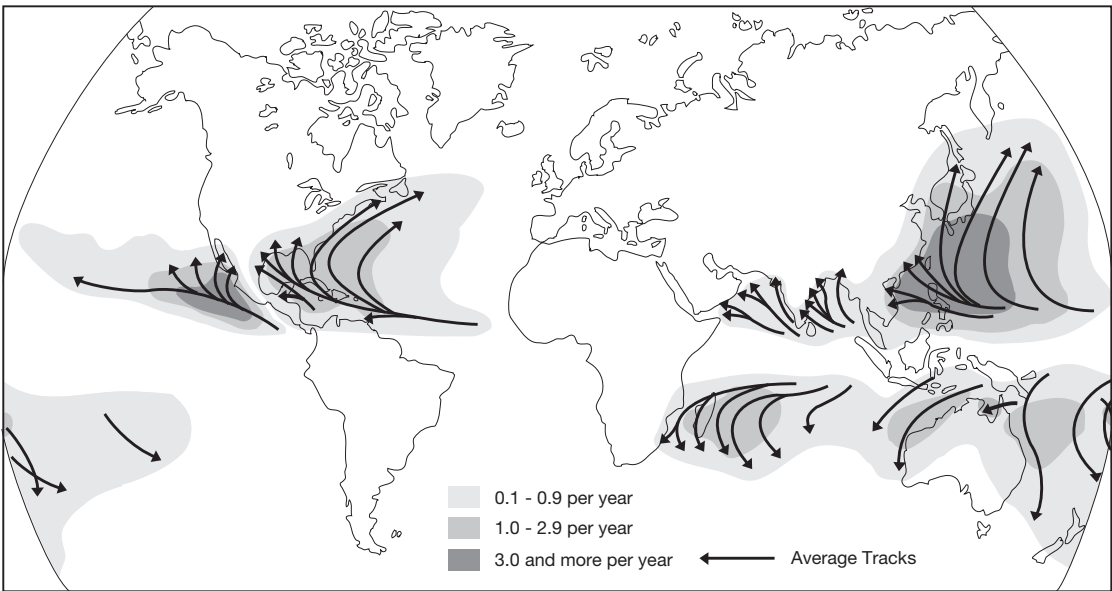 0.1 - 0.9 per year
1.0 - 2.9 per year
3.0 and more per year
Average Tracks